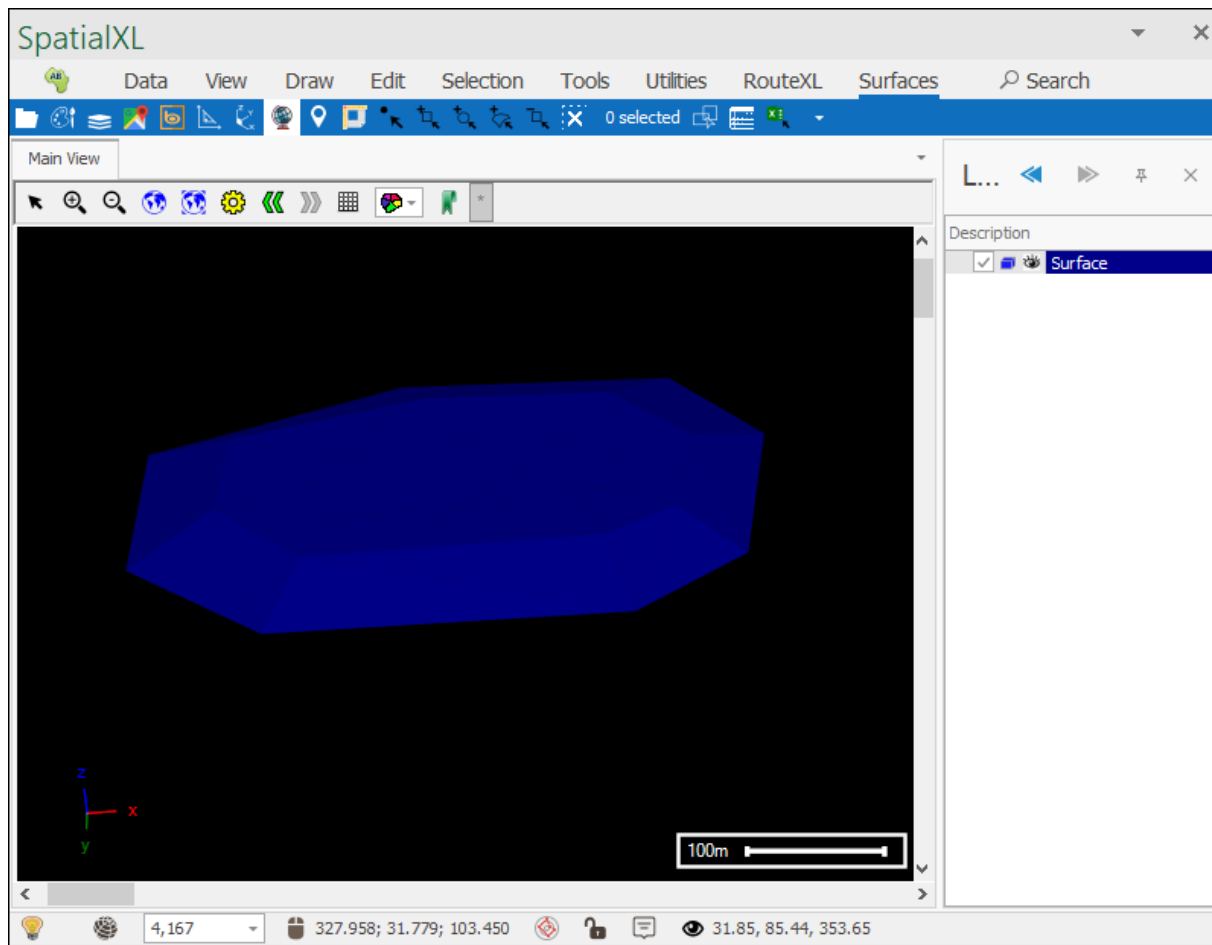 SpatialXL
AB Data View Draw Edit Selection Tools Utilities RouteXL Surfaces Search
0 selected
Main View
L...
*
Description
Surface
z
x
y
100m
4,167 327.958; 31.779; 103.450 31.85, 85.44, 353.65